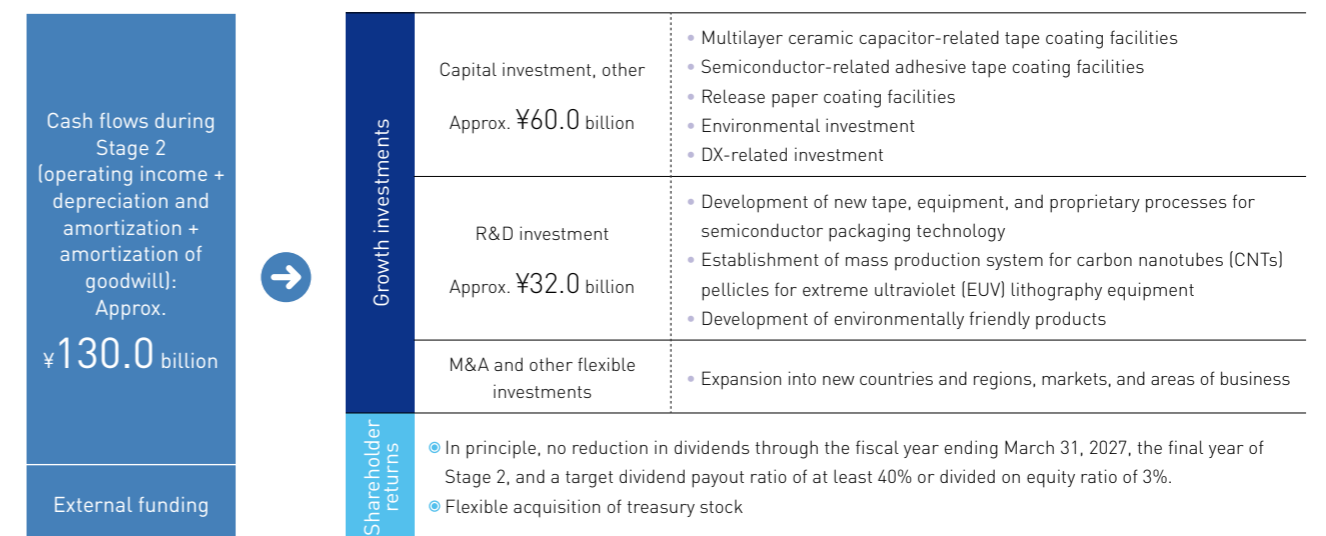 Cash flows during
Stage 2
(operating income +
depreciation and
amortization +
amortization of
goodwill):
Approx.
¥130.0 billion
External funding
Growth investments
Capital investment, other
Approx. ¥60.0 billion
• Multilayer ceramic capacitor-related tape coating facilities
• Semiconductor-related adhesive tape coating facilities
• Release paper coating facilities
• Environmental investment
• DX-related investment
R&D investment
Approx. ¥32.0 billion
• Development of new tape, equipment, and proprietary processes for
semiconductor packaging technology
• Establishment of mass production system for carbon nanotubes (CNTs)
pellicles for extreme ultraviolet (EUV) lithography equipment
• Development of environmentally friendly products
M&A and other flexible
investments
• Expansion into new countries and regions, markets, and areas of business
Shareholder
returns
◉ In principle, no reduction in dividends through the fiscal year ending March 31, 2027, the final year of
Stage 2, and a target dividend payout ratio of at least 40% or divided on equity ratio of 3%.
◉ Flexible acquisition of treasury stock